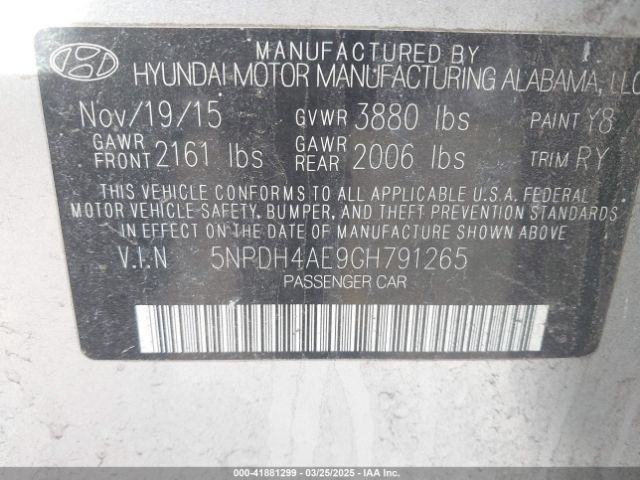 MANUFACTURED BY
HYUNDAI MOTOR MANUFACTURING ALABAMA, LLC
Nov/19/15 GVWR 3880 lbs PAINT Y8
GAWR FRONT 2161 lbs GAWR REAR 2006 lbs TRIM RY
THIS VEHICLE CONFORMS TO ALL APPLICABLE U.S.A. FEDERAL
MOTOR VEHICLE-SAFETY, BUMPER, AND THEFT PREVENTION STANDARDS
IN EFFECT ON THE DATE OF MANUFACTURE SHOWN ABOVE
V.I.N 5NPDH4AE9GH791265
PASSENGER CAR
000-41881299 — 03/25/2025 — IAA, Inc.